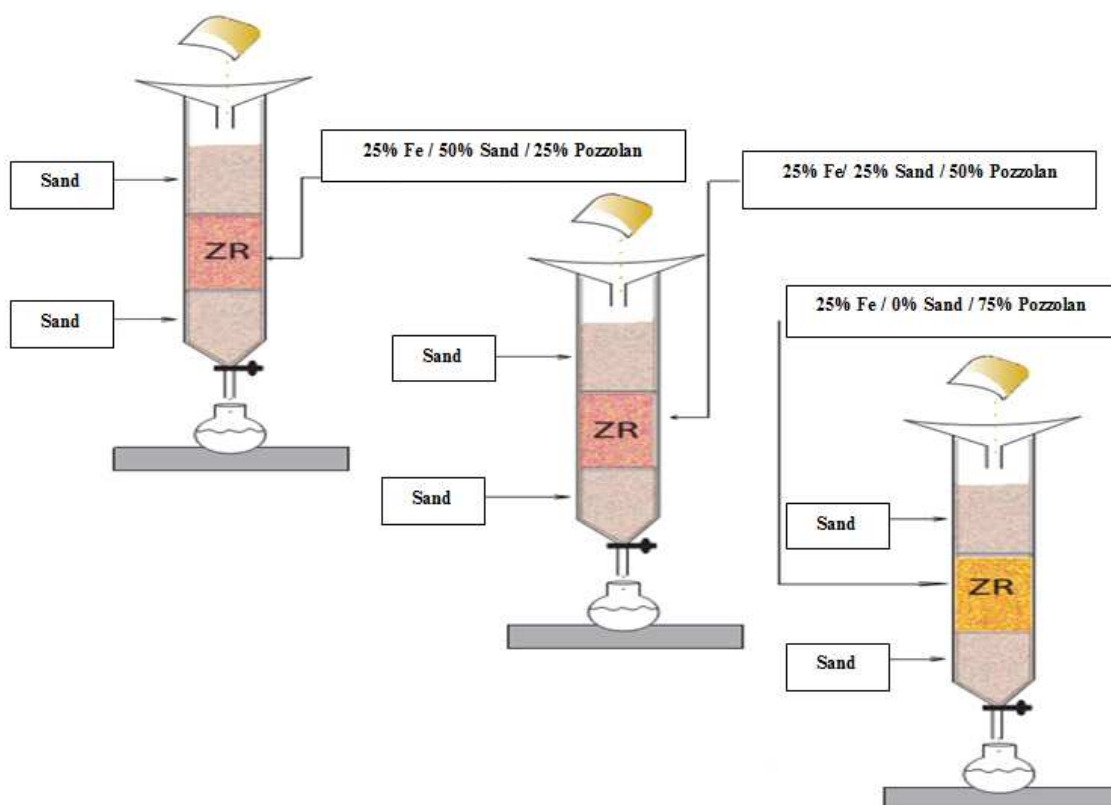 25% Fe / 50% Sand / 25% Pozzolan
Sand
ZR
Sand
25% Fe/ 25% Sand / 50% Pozzolan
Sand
ZR
Sand
25% Fe / 0% Sand / 75% Pozzolan
Sand
ZR
Sand